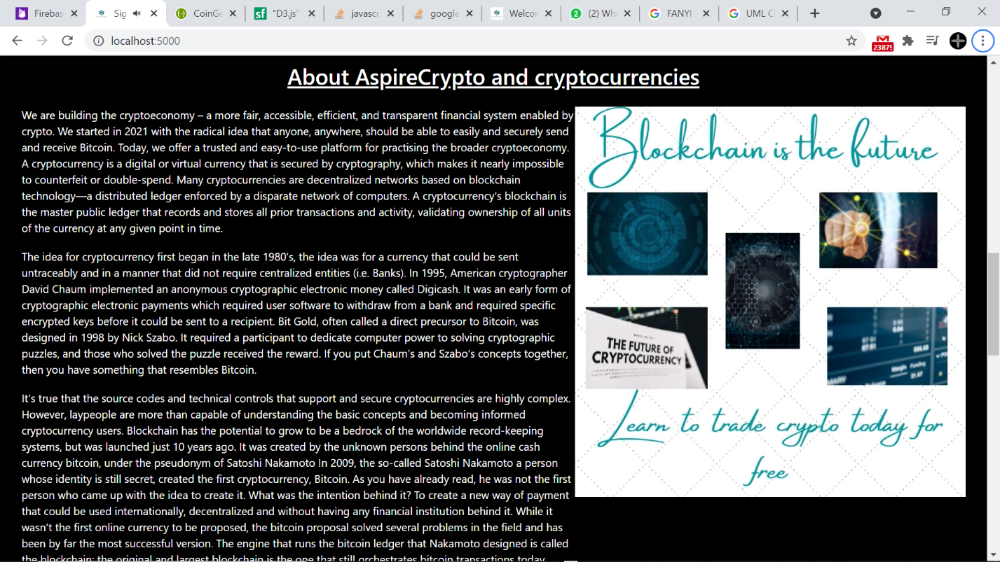 Firebas
Sig
CoinGe
"D3.js"
javascr
google
Welcor
(2) Wha
FANYI
UML C
localhost:5000
23879
About AspireCrypto and cryptocurrencies
We are building the cryptoeconomy – a more fair, accessible, efficient, and transparent financial system enabled by
crypto. We started in 2021 with the radical idea that anyone, anywhere, should be able to easily and securely send
and receive Bitcoin. Today, we offer a trusted and easy-to-use platform for practising the broader cryptoeconomy.
A cryptocurrency is a digital or virtual currency that is secured by cryptography, which makes it nearly impossible
to counterfeit or double-spend. Many cryptocurrencies are decentralized networks based on blockchain
technology—a distributed ledger enforced by a disparate network of computers. A cryptocurrency's blockchain is
the master public ledger that records and stores all prior transactions and activity, validating ownership of all units
of the currency at any given point in time.
The idea for cryptocurrency first began in the late 1980's, the idea was for a currency that could be sent
untraceably and in a manner that did not require centralized entities (i.e. Banks). In 1995, American cryptographer
David Chaum implemented an anonymous cryptographic electronic money called Digicash. It was an early form of
cryptographic electronic payments which required user software to withdraw from a bank and required specific
encrypted keys before it could be sent to a recipient. Bit Gold, often called a direct precursor to Bitcoin, was
designed in 1998 by Nick Szabo. It required a participant to dedicate computer power to solving cryptographic
puzzles, and those who solved the puzzle received the reward. If you put Chaum's and Szabo's concepts together,
then you have something that resembles Bitcoin.
It's true that the source codes and technical controls that support and secure cryptocurrencies are highly complex.
However, laypeople are more than capable of understanding the basic concepts and becoming informed
cryptocurrency users. Blockchain has the potential to grow to be a bedrock of the worldwide record-keeping
systems, but was launched just 10 years ago. It was created by the unknown persons behind the online cash
currency bitcoin, under the pseudonym of Satoshi Nakamoto In 2009, the so-called Satoshi Nakamoto a person
whose identity is still secret, created the first cryptocurrency, Bitcoin. As you have already read, he was not the first
person who came up with the idea to create it. What was the intention behind it? To create a new way of payment
that could be used internationally, decentralized and without having any financial institution behind it. While it
wasn't the first online currency to be proposed, the bitcoin proposal solved several problems in the field and has
been by far the most successful version. The engine that runs the bitcoin ledger that Nakamoto designed is called
the blockchain; the original and largest blockchain is the one that still orchestrates bitcoin transactions today.
Blockchain is the future
THE FUTURE OF
CRYPTOCURRENCY
Margin Funding
Learn to trade crypto today for
free